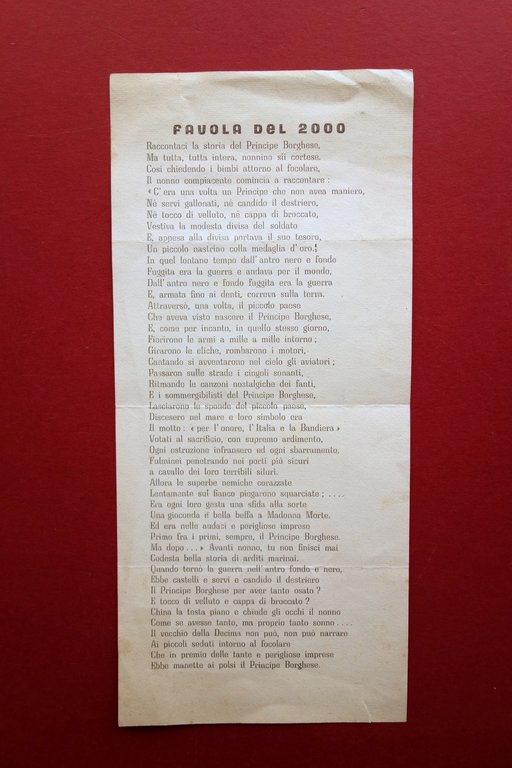 FAVOLA DEL 2000
Raccontaci la storia del Principe Borghese,
Ma tutta, tutta intera, nonnino sii cortese.
Così chiedendo i bimbi attorno al focolare,
Il nonno compiacente comincia a raccontare :
« C' era una volta un Principe che non avea maniero,
Nè servi gallonati, nè candido il destriero,
Nè tocco di velluto, nè cappa di broccato,
Vestiva la modesta divisa del soldato
E, appesa alla divisa portava il suo tesoro,
Un piccolo nastrino colla medaglia d' oro.
In quel lontano tempo dall' antro nero e fondo
Fuggita era la guerra e andava per il mondo,
Dall' antro nero e fondo fuggita era la guerra
E, armata fino ai denti, correva sulla terra.
Attraversò, una volta, il piccolo paese
Che aveva visto nascere il Principe Borghese,
E, come per incanto, in quello stesso giorno,
Fiorirono le armi a mille a mille intorno ;
Girarono le eliche, rombarono i motori,
Cantando si avventarono nel cielo gli aviatori ;
Passaron sulle strade i cingoli sonanti,
Ritmando le canzoni nostalgiche dei fanti,
E i sommergibilisti del Principe Borghese,
Lasciarono le sponde del piccolo paese,
Discesero nel mare e loro simbolo era
Il motto : « per l' onore, l' Italia e la Bandiera »
Votati al sacrificio, con supremo ardimento,
Ogni ostruzione infransero ed ogni sbarramento,
Fulminei penetrando nei porti più sicuri
a cavallo dei loro terribili siluri.
Allora le superbe nemiche corazzate
Lentamente sul fianco piegarono squarciate ; ....
Era ogni loro gesta una sfida alla sorte
Una gioconda e bella beffa a Madonna Morte.
Ed era nelle audaci e perigliose imprese
Primo fra i primi, sempre, il Principe Borghese.
Ma dopo ... » Avanti nonno, tu non finisci mai
Codesta bella storia di arditi marinai.
Quando tornò la guerra nell' antro fondo e nero,
Ebbe castelli e servi e candido il destriero
Il Principe Borghese per aver tanto osato ?
E tocco di velluto e cappa di broccato ?
China la testa piano e chiude gli occhi il nonno
Come se avesse tanto, ma proprio tanto sonno ....
Il vecchio della Decima non può, non può narrare
Ai piccoli seduti intorno al focolare
Che in premio delle tante e perigliose imprese
Ebbe manette ai polsi il Principe Borghese.